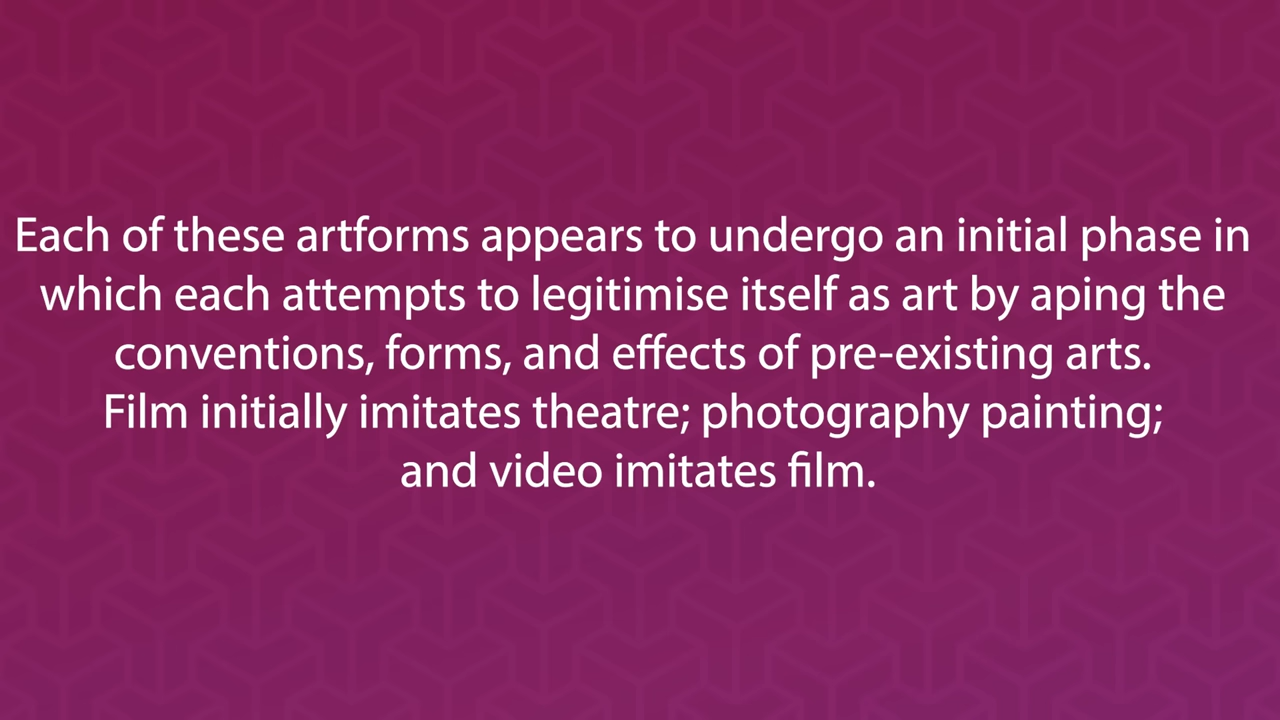 Each of these artforms appears to undergo an initial phase in
which each attempts to legitimise itself as art by aping the
conventions, forms, and effects of pre-existing arts.
Film initially imitates theatre; photography painting;
and video imitates film.